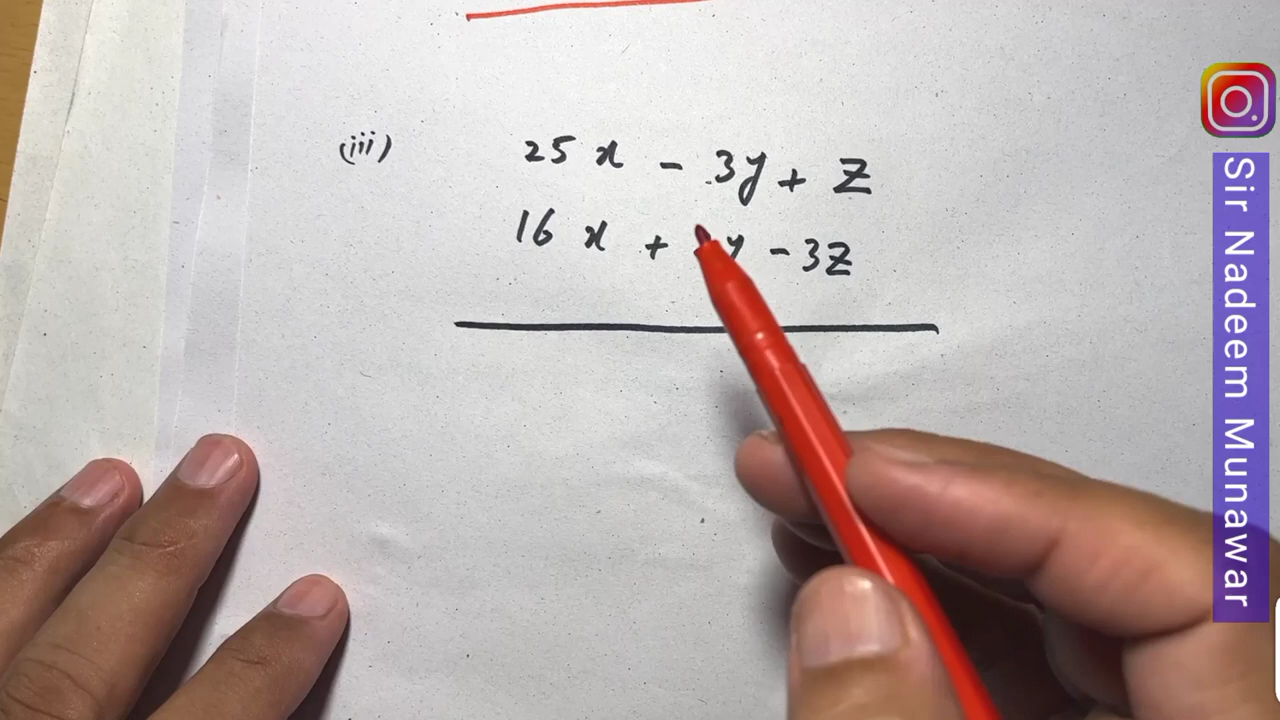 (iii) 25x - 3y + z
16x + y - 3z
Sir Nadeem Munawar